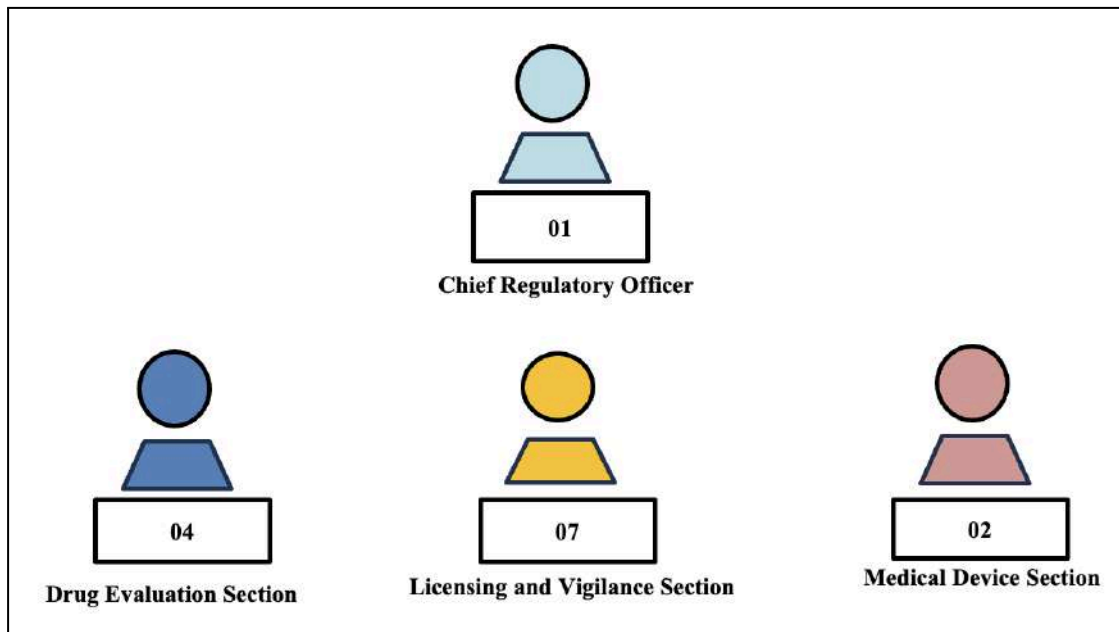 01
Chief Regulatory Officer
04
07
02
Drug Evaluation Section
Licensing and Vigilance Section
Medical Device Section